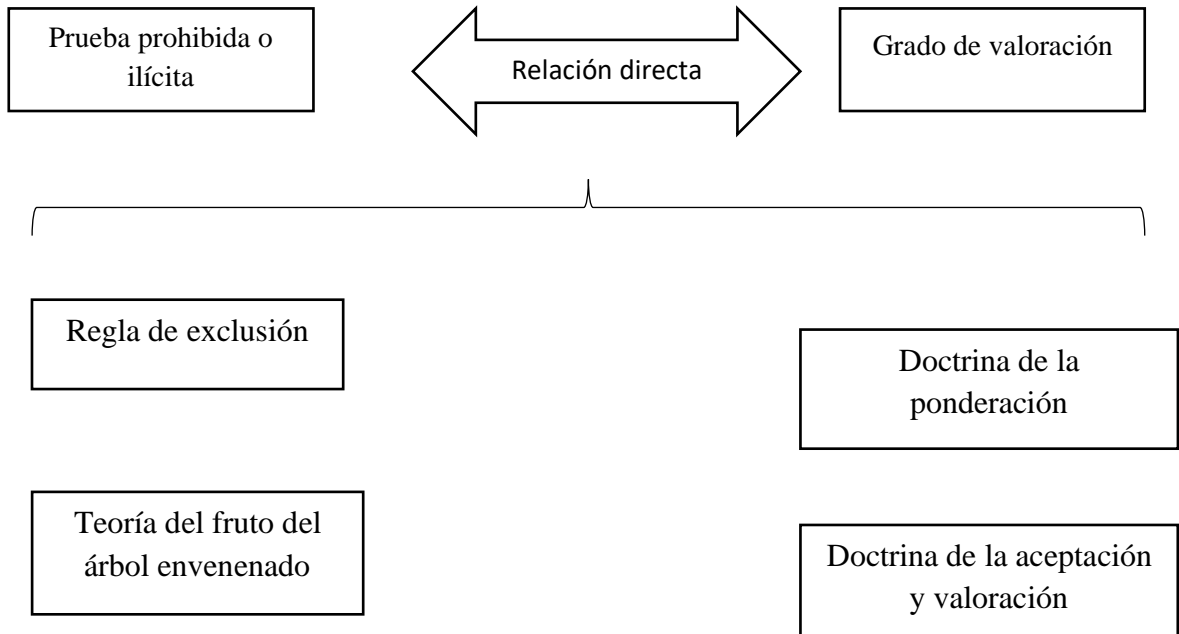 Prueba prohibida o
ilícita
Relación directa
Grado de valoración
Regla de exclusión
Doctrina de la
ponderación
Teoría del fruto del
árbol envenenado
Doctrina de la aceptación
y valoración